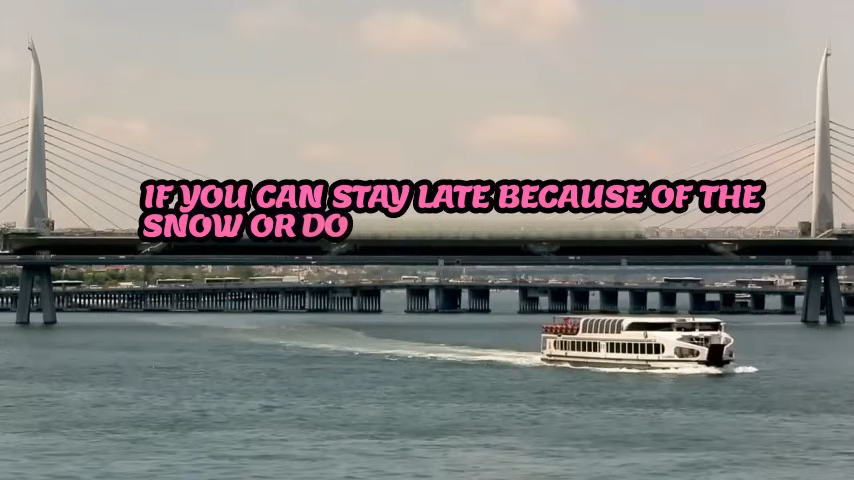 IF YOU CAN STAY LATE BECAUSE OF THE
SNOW OR DO